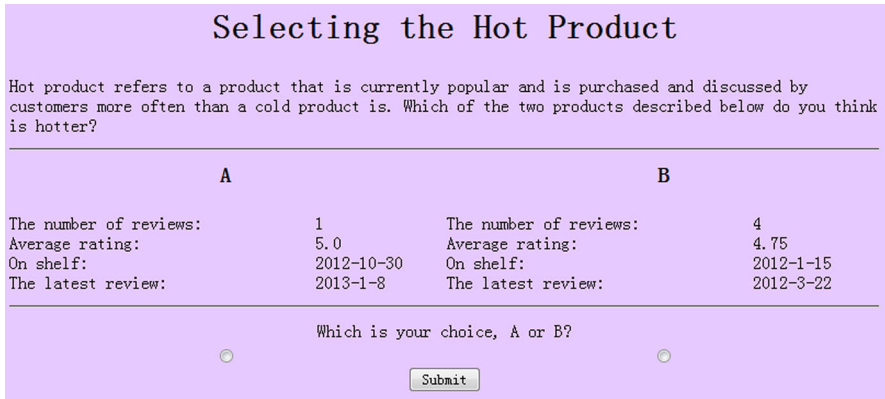 Selecting the Hot Product
Hot product refers to a product that is currently popular and is purchased and discussed by
customers more often than a cold product is. Which of the two products described below do you think
is hotter?
A B
The number of reviews: 1 The number of reviews: 4
Average rating: 5.0 Average rating: 4.75
On shelf: 2012-10-30 On shelf: 2012-1-15
The latest review: 2013-1-8 The latest review: 2012-3-22
Which is your choice, A or B?
Submit